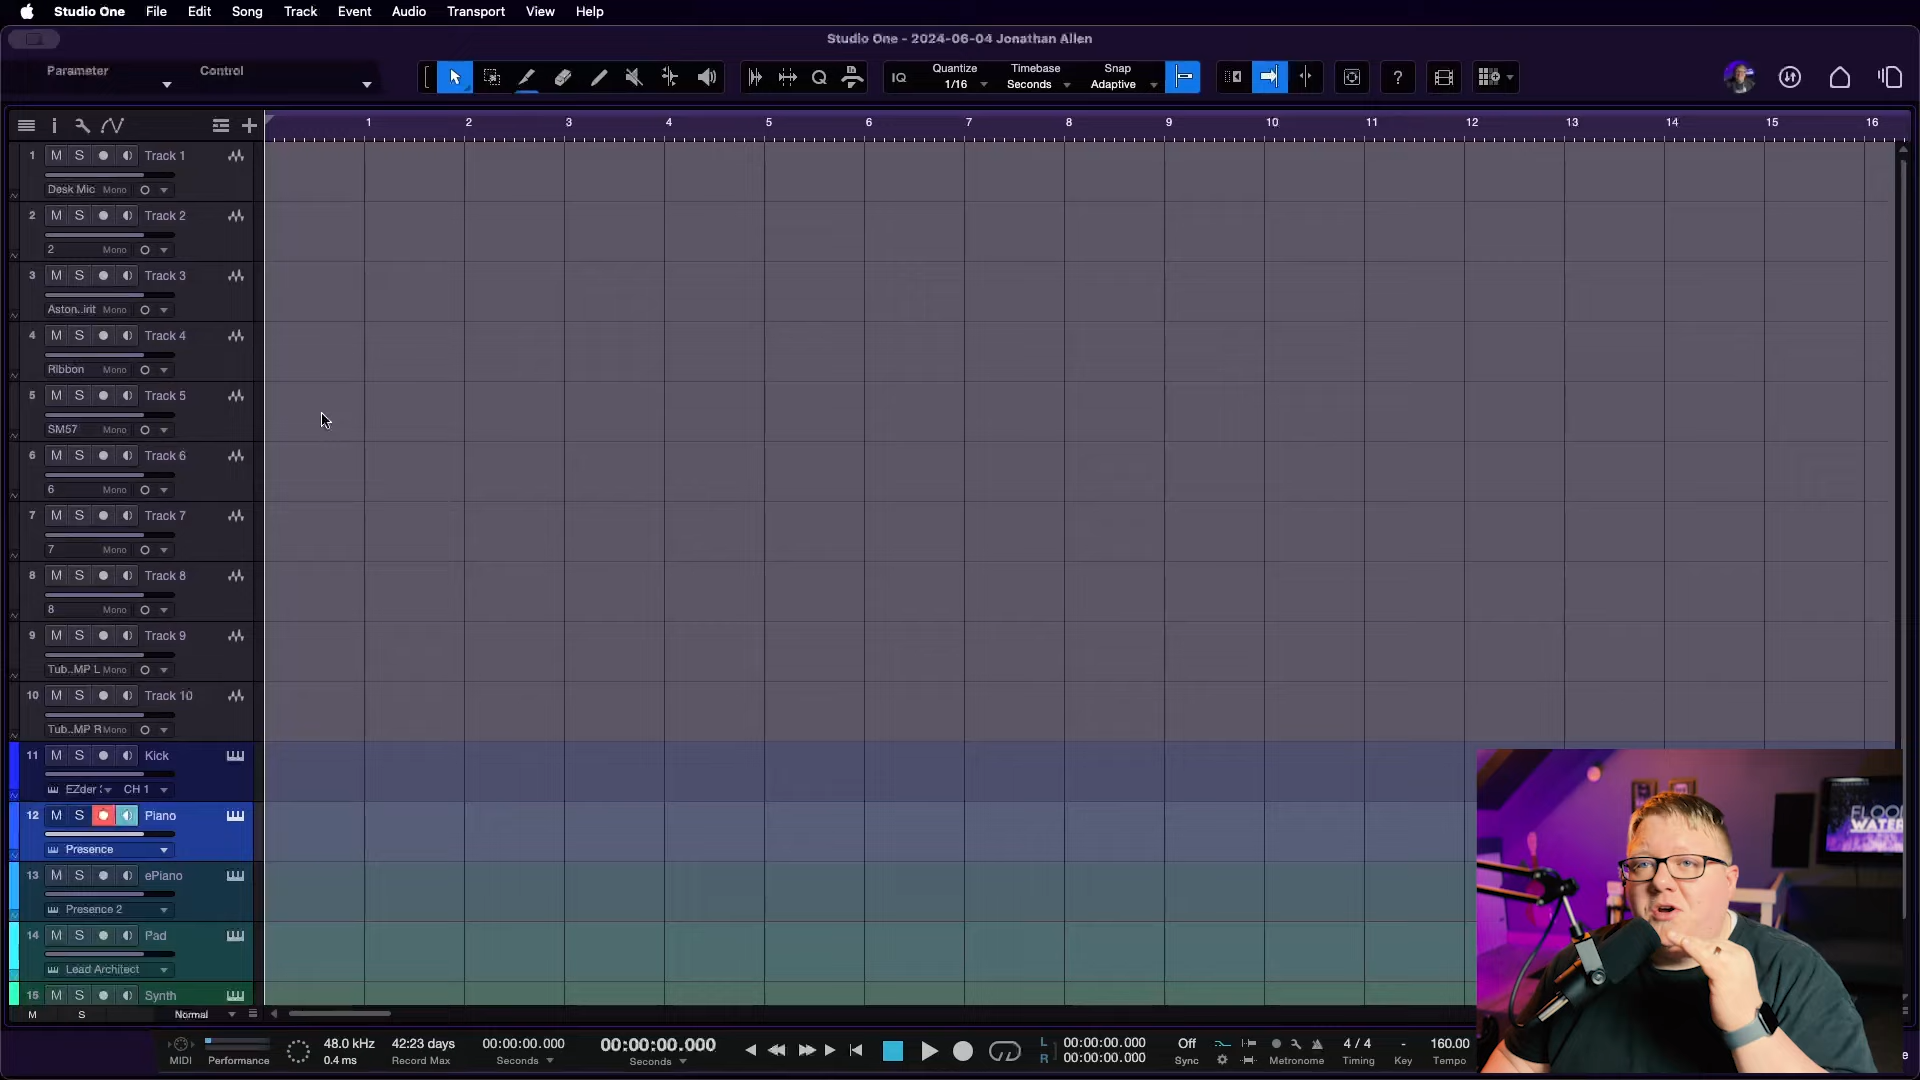 Studio One File Edit Song Track Event Audio Transport View Help
Studio One - 2024-06-04 Jonathan Allen
Parameter Control
IQ Quantize 1/16 Timebase Seconds Snap Adaptive ?
i 1 2 3 4 5 6 7 8 9 10 11 12 13 14 15 16
1 M S Track 1
Desk Mic Mono
2 M S Track 2
2 Mono
3 M S Track 3
Aston..irit Mono
4 M S Track 4
Ribbon Mono
5 M S Track 5
SM57 Mono
6 M S Track 6
6 Mono
7 M S Track 7
7 Mono
8 M S Track 8
8 Mono
9 M S Track 9
Tub..MP L Mono
10 M S Track 10
Tub..MP R Mono
11 M S Kick
EZder CH 1
12 M S Piano
Presence
13 M S ePiano
Presence 2
14 M S Pad
Lead Architect
15 M S Synth
M S Normal
FLOO
WATER
48.0 kHz 42:23 days 00:00:00.000 00:00:00.000 L 00:00:00.000 Off 4 / 4 - 160.00
MIDI Performance 0.4 ms Record Max Seconds Seconds R 00:00:00.000 Sync Metronome Timing Key Tempo